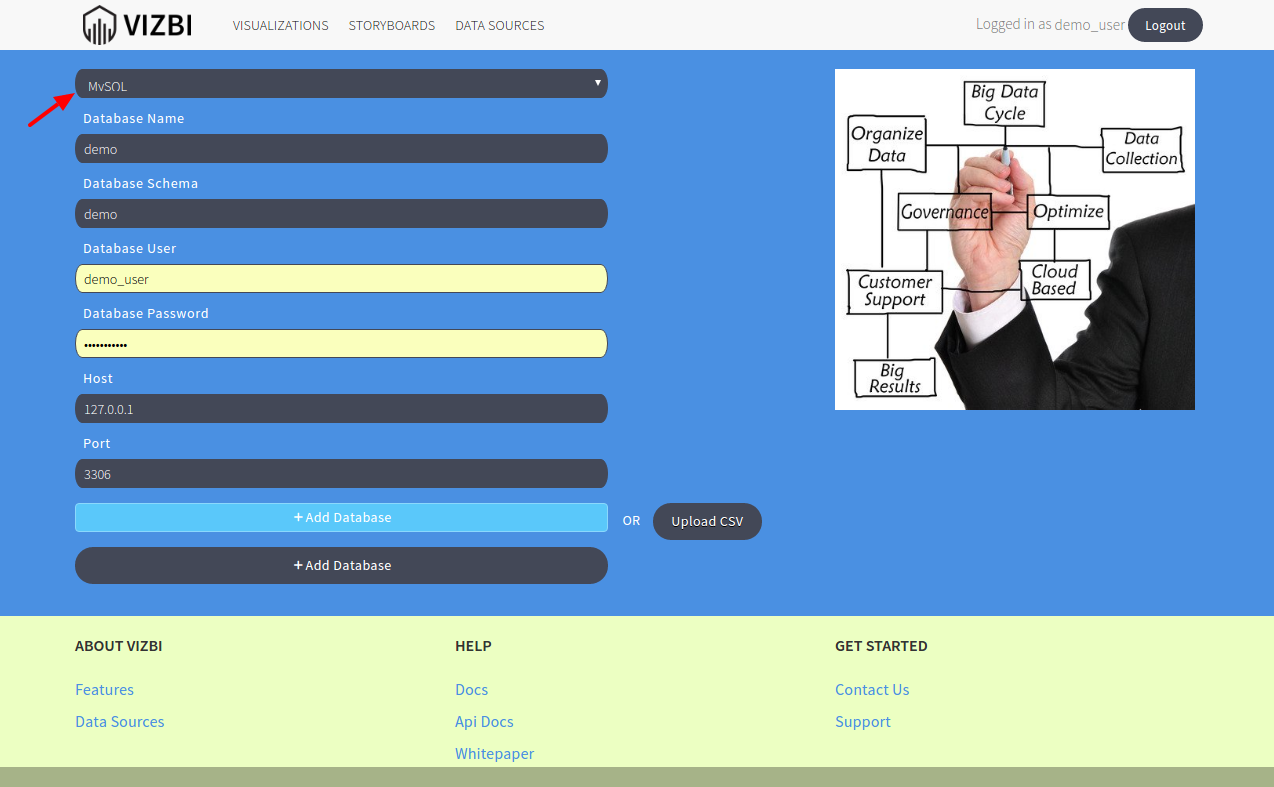 VIZBI
VISUALIZATIONS
STORYBOARDS
DATA SOURCES
Logged in as demo_user
Logout
MySQL
Database Name
demo
Database Schema
demo
Database User
demo_user
Database Password
•••••••••••
Host
127.0.0.1
Port
3306
+ Add Database
OR
Upload CSV
+ Add Database
Big Data
Cycle
Organize
Data
Data
Collection
Governance
Optimize
Customer
Support
Cloud
Based
Big
Results
ABOUT VIZBI
Features
Data Sources
HELP
Docs
Api Docs
Whitepaper
GET STARTED
Contact Us
Support